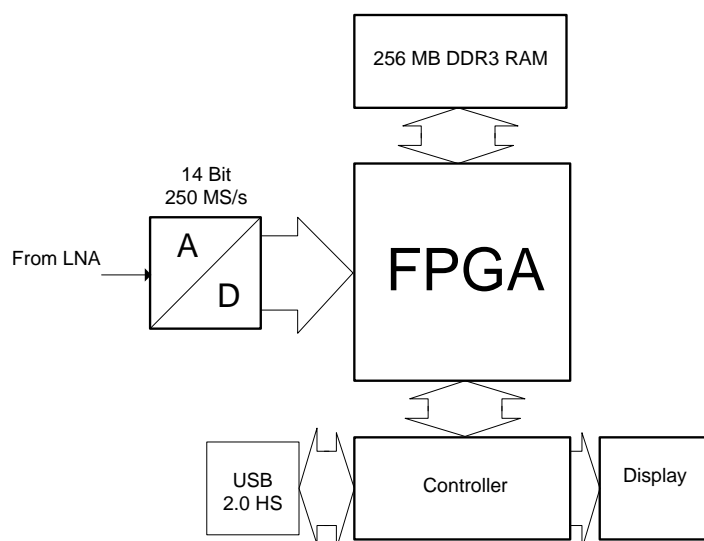 256 MB DDR3 RAM
14 Bit
250 MS/s
From LNA
A
D
FPGA
USB
2.0 HS
Controller
Display